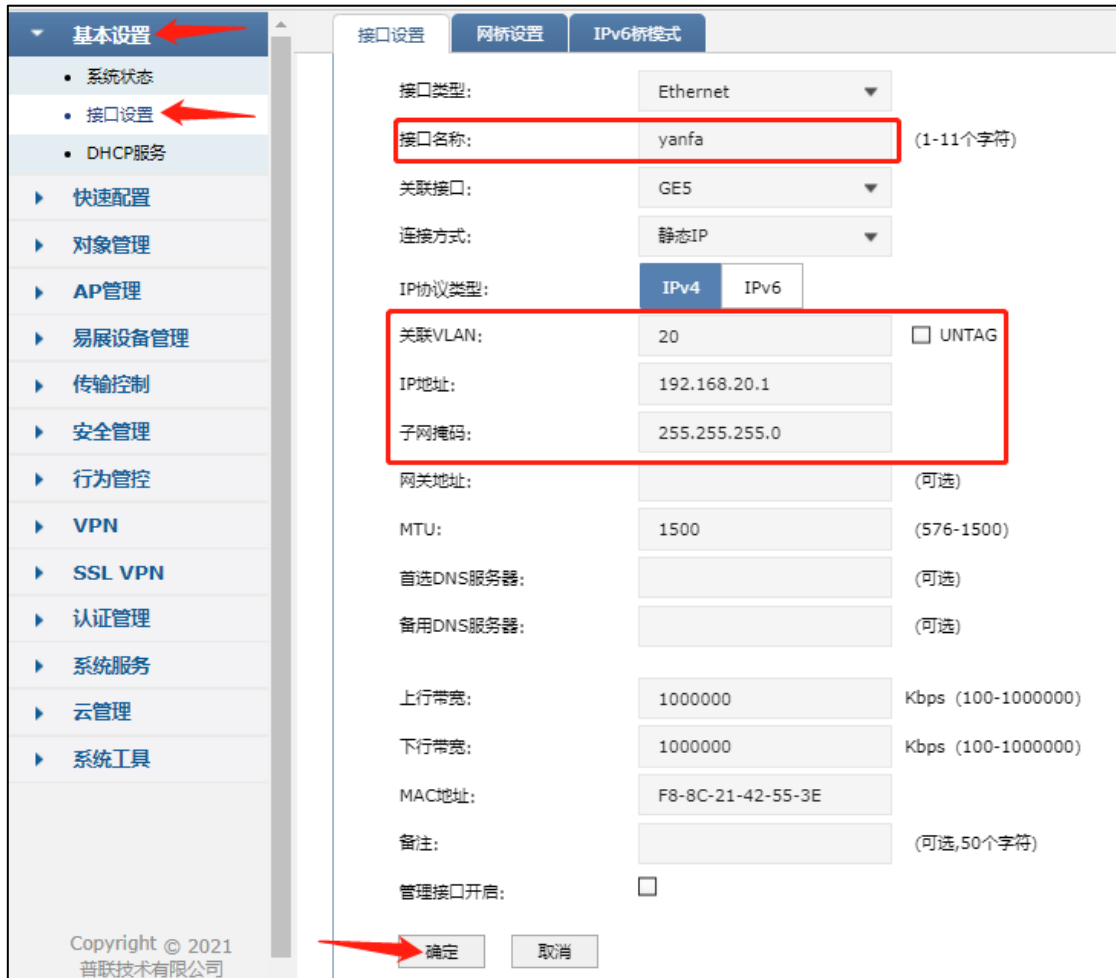 基本设置
系统状态
接口设置
DHCP服务
快速配置
对象管理
AP管理
易展设备管理
传输控制
安全管理
行为管控
VPN
SSL VPN
认证管理
系统服务
云管理
系统工具
Copyright © 2021
普联技术有限公司
接口设置 网桥设置 IPv6桥模式
接口类型: Ethernet
接口名称: yanfa (1-11个字符)
关联接口: GE5
连接方式: 静态IP
IP协议类型: IPv4 IPv6
关联VLAN: 20 UNTAG
IP地址: 192.168.20.1
子网掩码: 255.255.255.0
网关地址: (可选)
MTU: 1500 (576-1500)
首选DNS服务器: (可选)
备用DNS服务器: (可选)
上行带宽: 1000000 Kbps (100-1000000)
下行带宽: 1000000 Kbps (100-1000000)
MAC地址: F8-8C-21-42-55-3E
备注: (可选,50个字符)
管理接口开启:
确定 取消